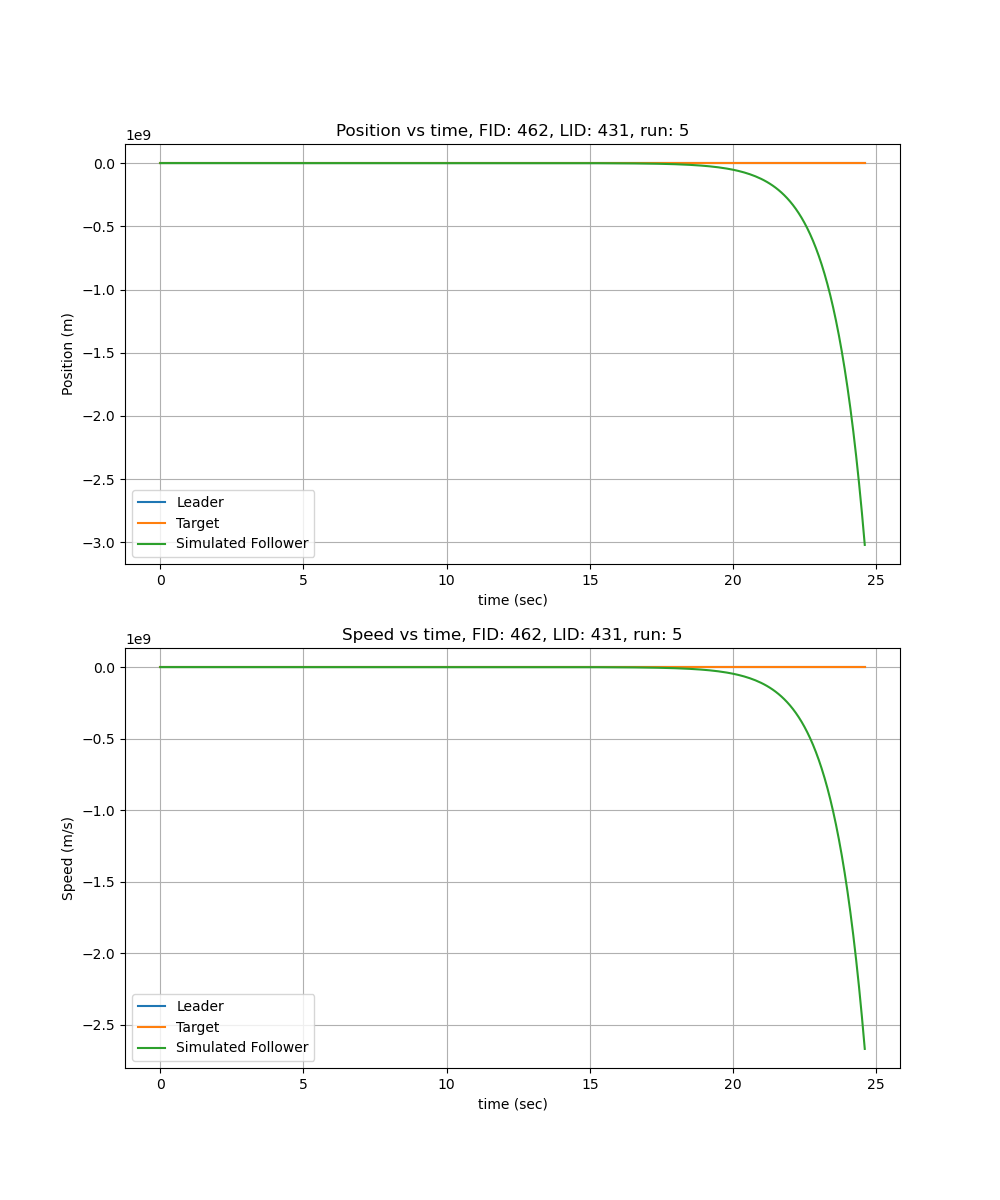 Position vs time, FID: 462, LID: 431, run: 5
1e9
0.0
−0.5
−1.0
−1.5
−2.0
−2.5
−3.0
Position (m)
Leader
Target
Simulated Follower
0 5 10 15 20 25
time (sec)
Speed vs time, FID: 462, LID: 431, run: 5
1e9
0.0
−0.5
−1.0
−1.5
−2.0
−2.5
Speed (m/s)
Leader
Target
Simulated Follower
0 5 10 15 20 25
time (sec)